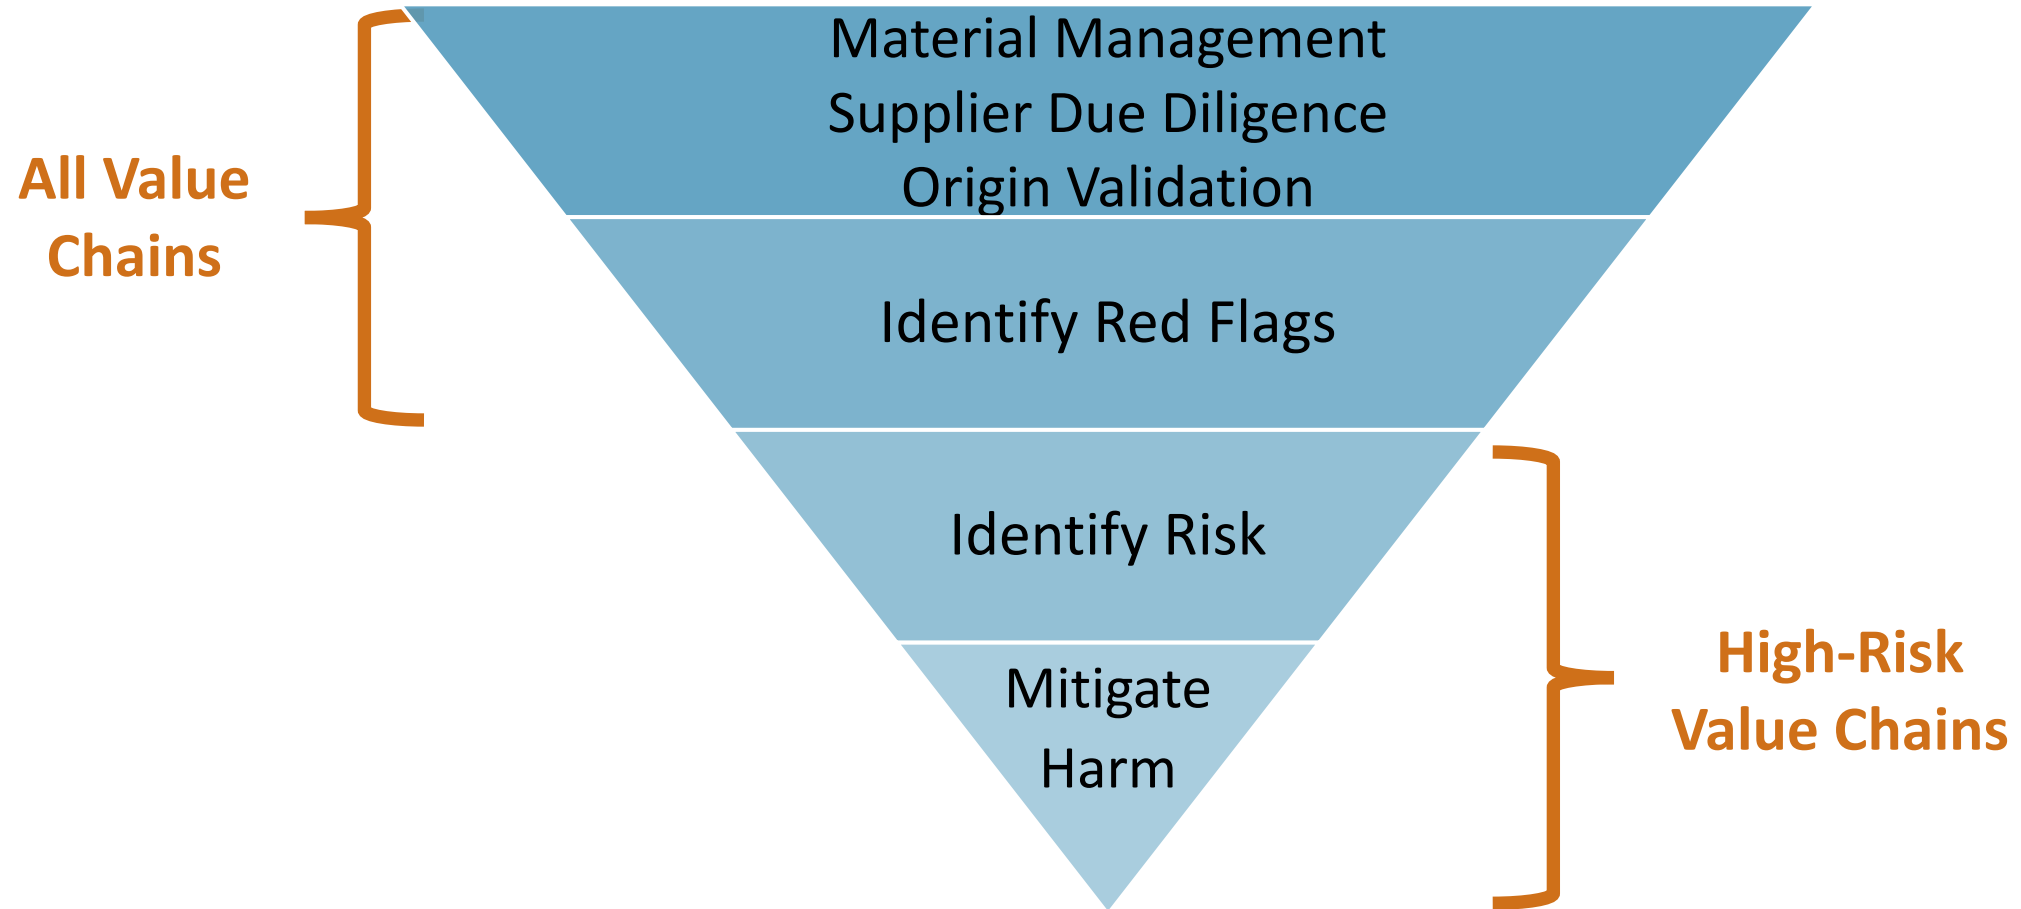 Material Management
Supplier Due Diligence
Origin Validation
All Value
Chains
Identify Red Flags
Identify Risk
Mitigate
Harm
High-Risk
Value Chains